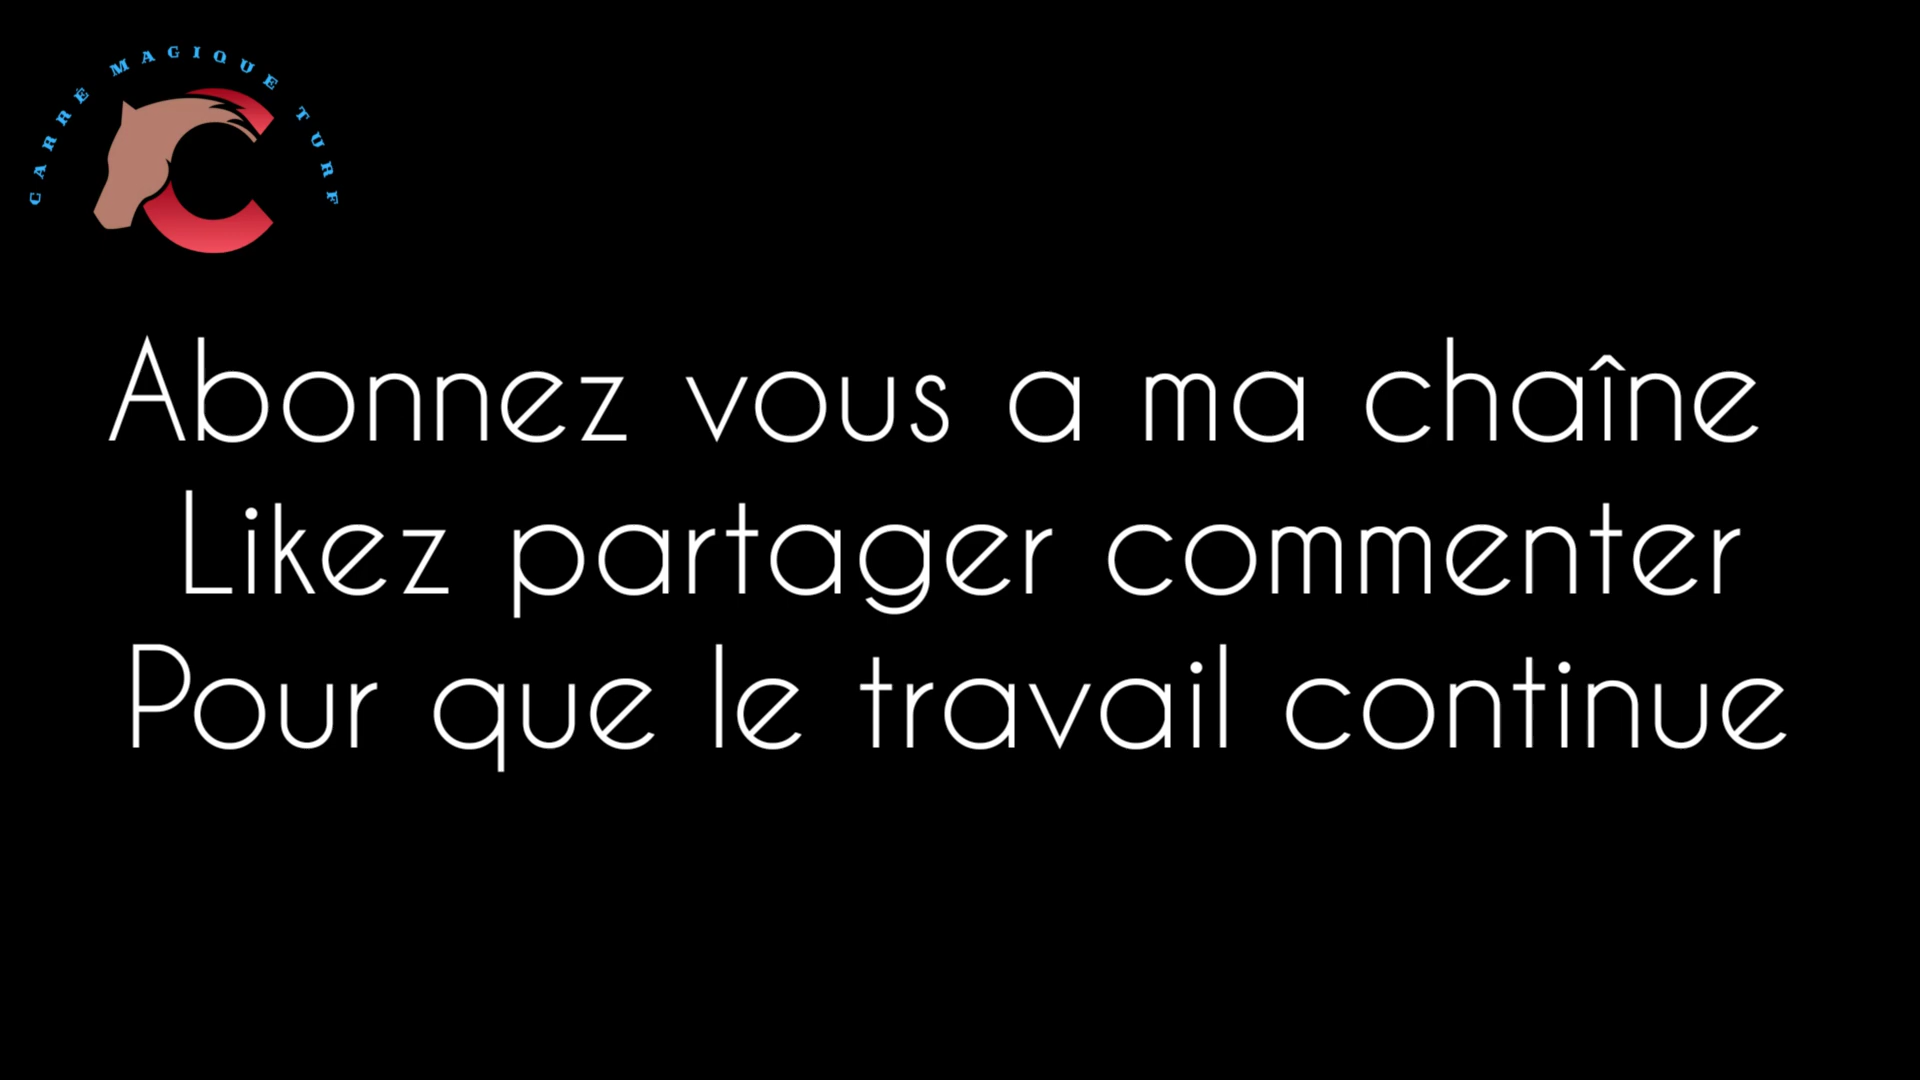 CARRÉ MAGIQUE TURF
Abonnez vous a ma chaîne
Likez partager commenter
Pour que le travail continue